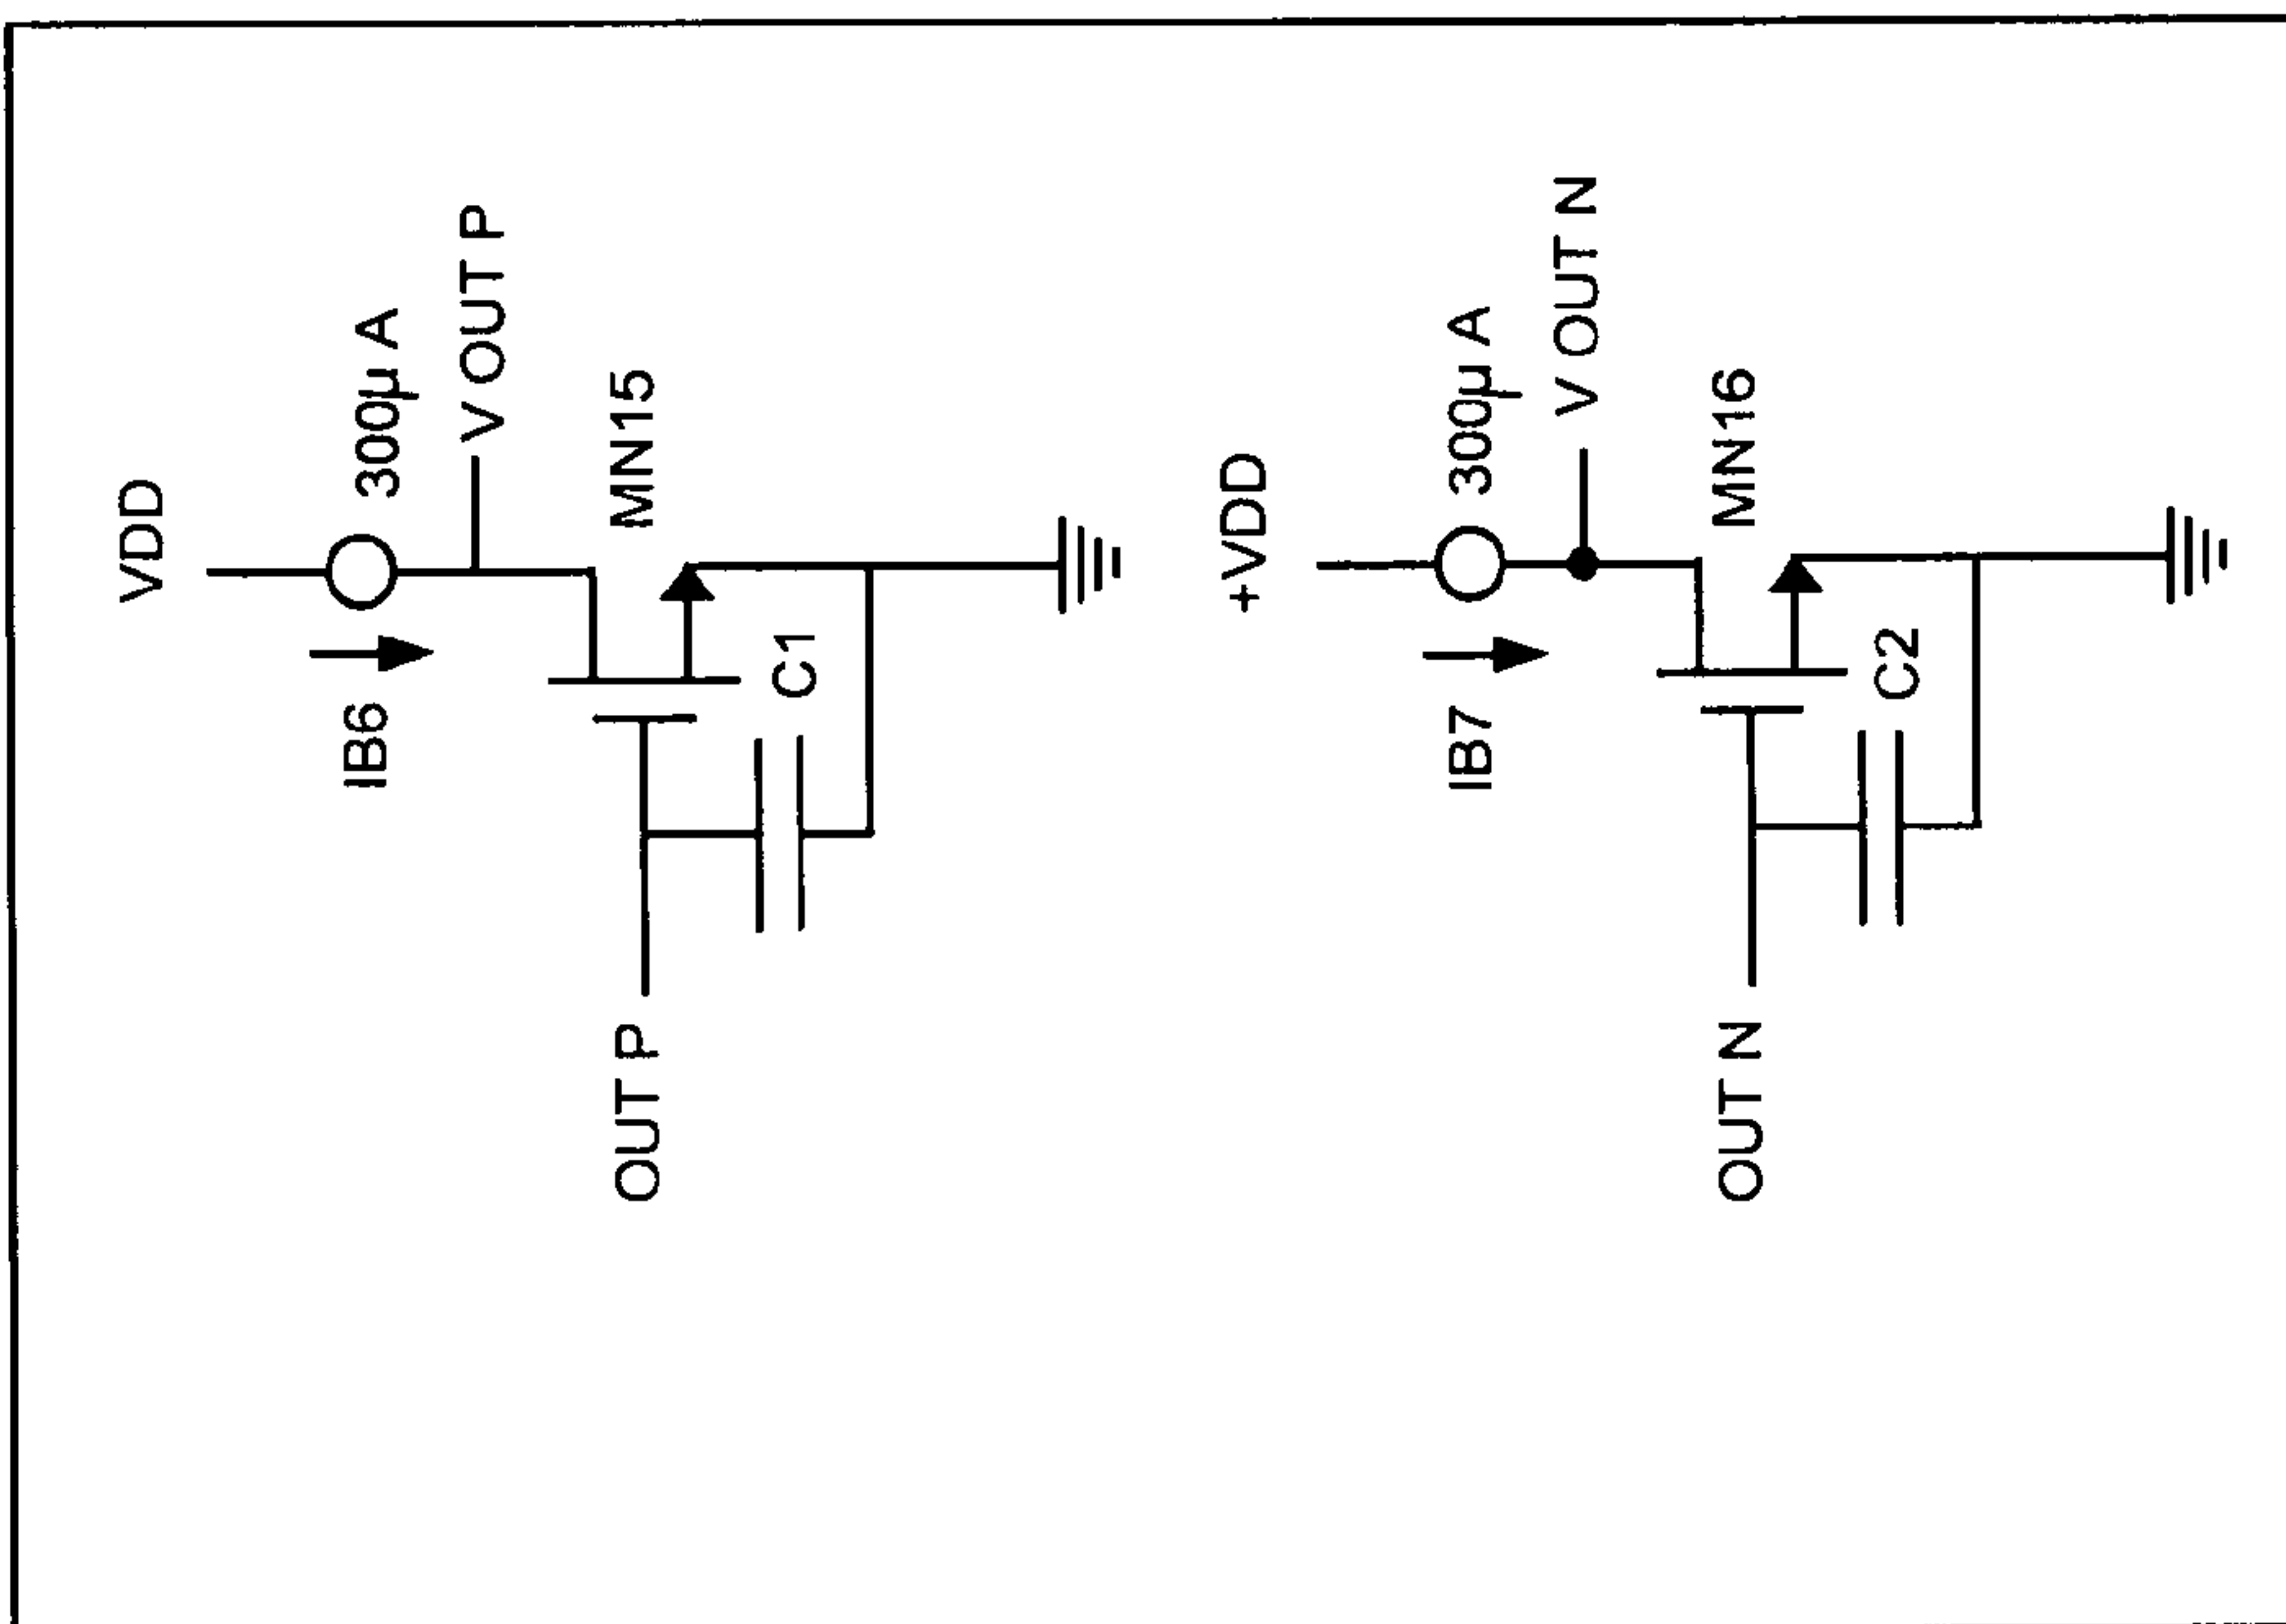 VDD
IB6
300μ A
V OUT P
OUT P
MN15
C1
+VDD
IB7
300μ A
V OUT N
OUT N
MN16
C2